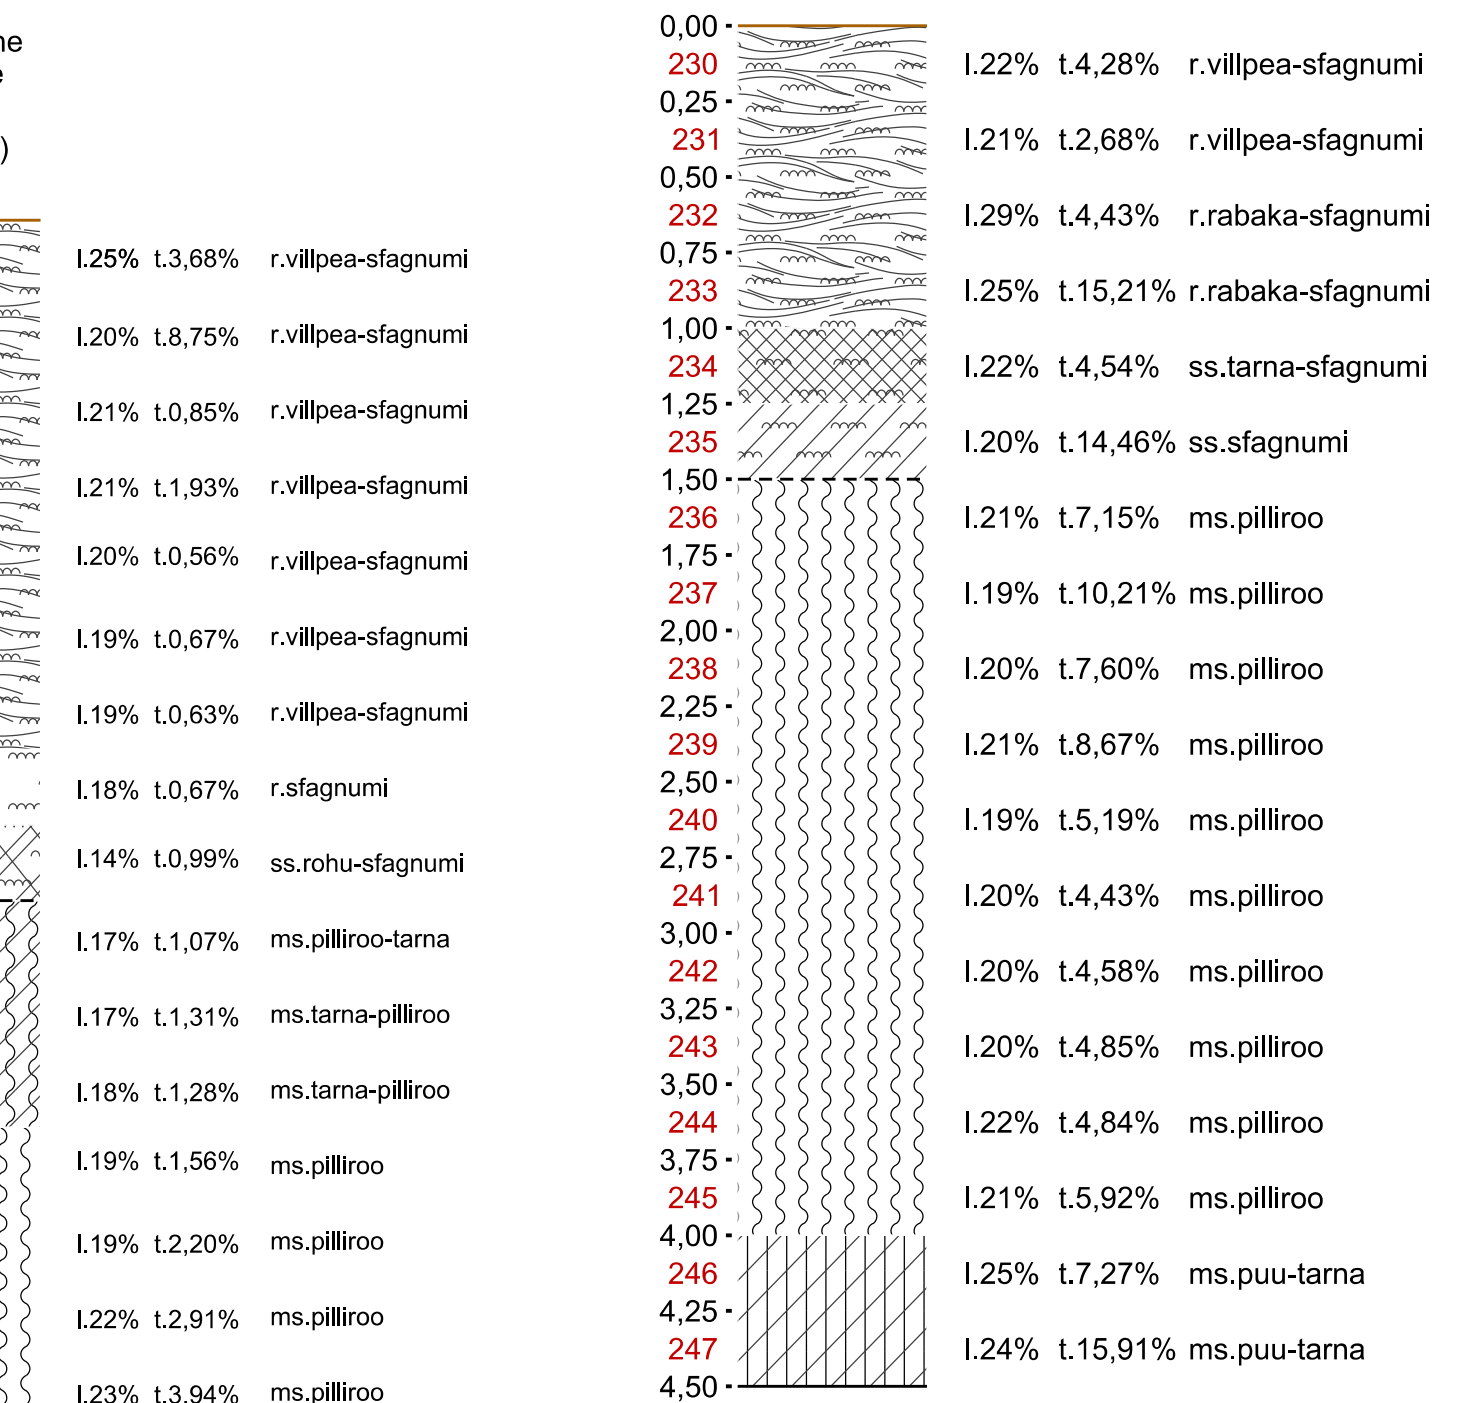 e
)
l.25% t.3,68% r.villpea-sfagnumi
l.20% t.8,75% r.villpea-sfagnumi
l.21% t.0,85% r.villpea-sfagnumi
l.21% t.1,93% r.villpea-sfagnumi
l.20% t.0,56% r.villpea-sfagnumi
l.19% t.0,67% r.villpea-sfagnumi
l.19% t.0,63% r.villpea-sfagnumi
l.18% t.0,67% r.sfagnumi
l.14% t.0,99% ss.rohu-sfagnumi
l.17% t.1,07% ms.pilliroo-tarna
l.17% t.1,31% ms.tarna-pilliroo
l.18% t.1,28% ms.tarna-pilliroo
l.19% t.1,56% ms.pilliroo
l.19% t.2,20% ms.pilliroo
l.22% t.2,91% ms.pilliroo
l.23% t.3,94% ms.pilliroo
0,00
230 l.22% t.4,28% r.villpea-sfagnumi
0,25
231 l.21% t.2,68% r.villpea-sfagnumi
0,50
232 l.29% t.4,43% r.rabaka-sfagnumi
0,75
233 l.25% t.15,21% r.rabaka-sfagnumi
1,00
234 l.22% t.4,54% ss.tarna-sfagnumi
1,25
235 l.20% t.14,46% ss.sfagnumi
1,50
236 l.21% t.7,15% ms.pilliroo
1,75
237 l.19% t.10,21% ms.pilliroo
2,00
238 l.20% t.7,60% ms.pilliroo
2,25
239 l.21% t.8,67% ms.pilliroo
2,50
240 l.19% t.5,19% ms.pilliroo
2,75
241 l.20% t.4,43% ms.pilliroo
3,00
242 l.20% t.4,58% ms.pilliroo
3,25
243 l.20% t.4,85% ms.pilliroo
3,50
244 l.22% t.4,84% ms.pilliroo
3,75
245 l.21% t.5,92% ms.pilliroo
4,00
246 l.25% t.7,27% ms.puu-tarna
4,25
247 l.24% t.15,91% ms.puu-tarna
4,50